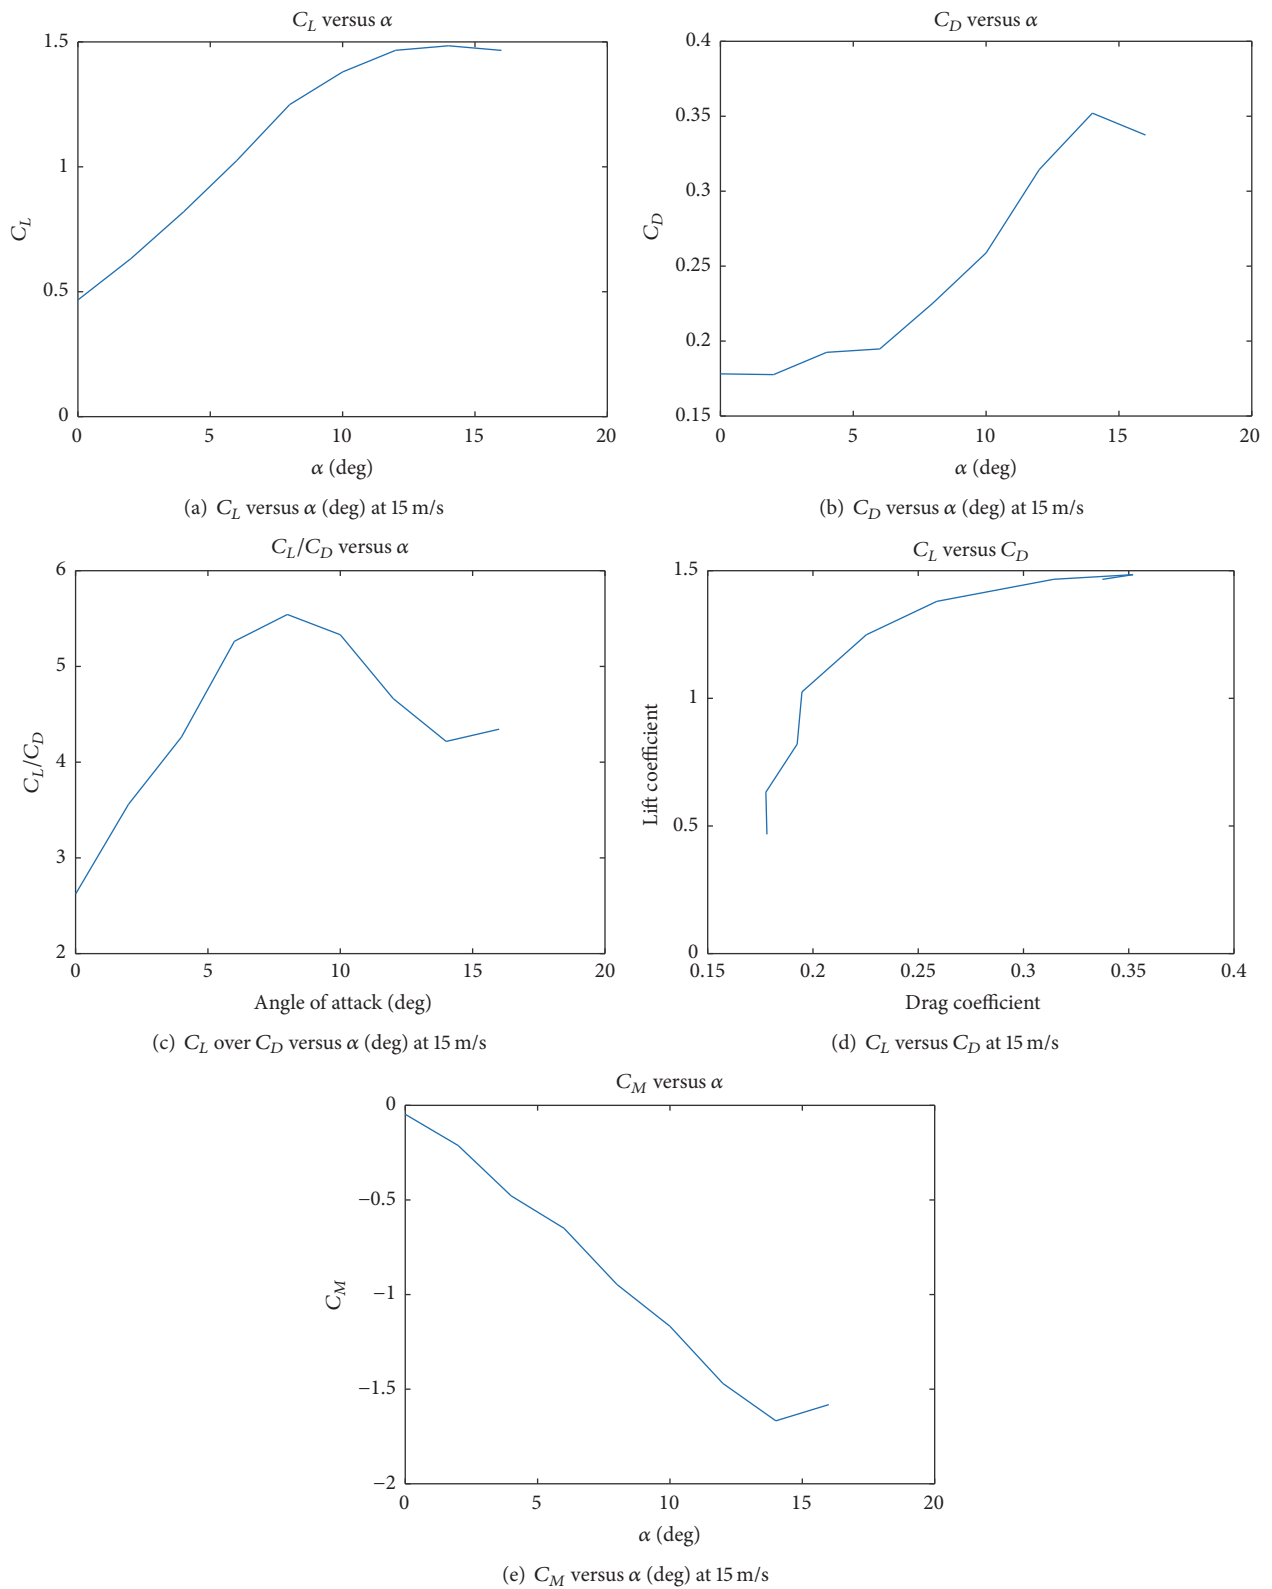 C_L versus α
1.5
1
0.5
0
C_L
0 5 10 15 20
α (deg)
(a) C_L versus α (deg) at 15 m/s
C_D versus α
0.4
0.35
0.3
0.25
0.2
0.15
C_D
0 5 10 15 20
α (deg)
(b) C_D versus α (deg) at 15 m/s
C_L/C_D versus α
6
5
4
3
2
C_L/C_D
0 5 10 15 20
Angle of attack (deg)
(c) C_L over C_D versus α (deg) at 15 m/s
C_L versus C_D
1.5
1
0.5
0
Lift coefficient
0.15 0.2 0.25 0.3 0.35 0.4
Drag coefficient
(d) C_L versus C_D at 15 m/s
C_M versus α
0
−0.5
−1
−1.5
−2
C_M
0 5 10 15 20
α (deg)
(e) C_M versus α (deg) at 15 m/s